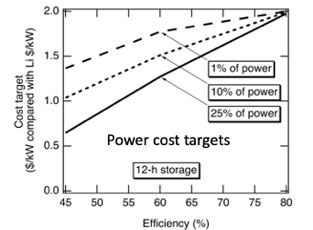 2.0
1.5
1.0
0.5
0.0
Cost target
($/kW compared with Li $/kW)
1% of power
10% of power
25% of power
Power cost targets
12-h storage
45 50 55 60 65 70 75 80
Efficiency (%)